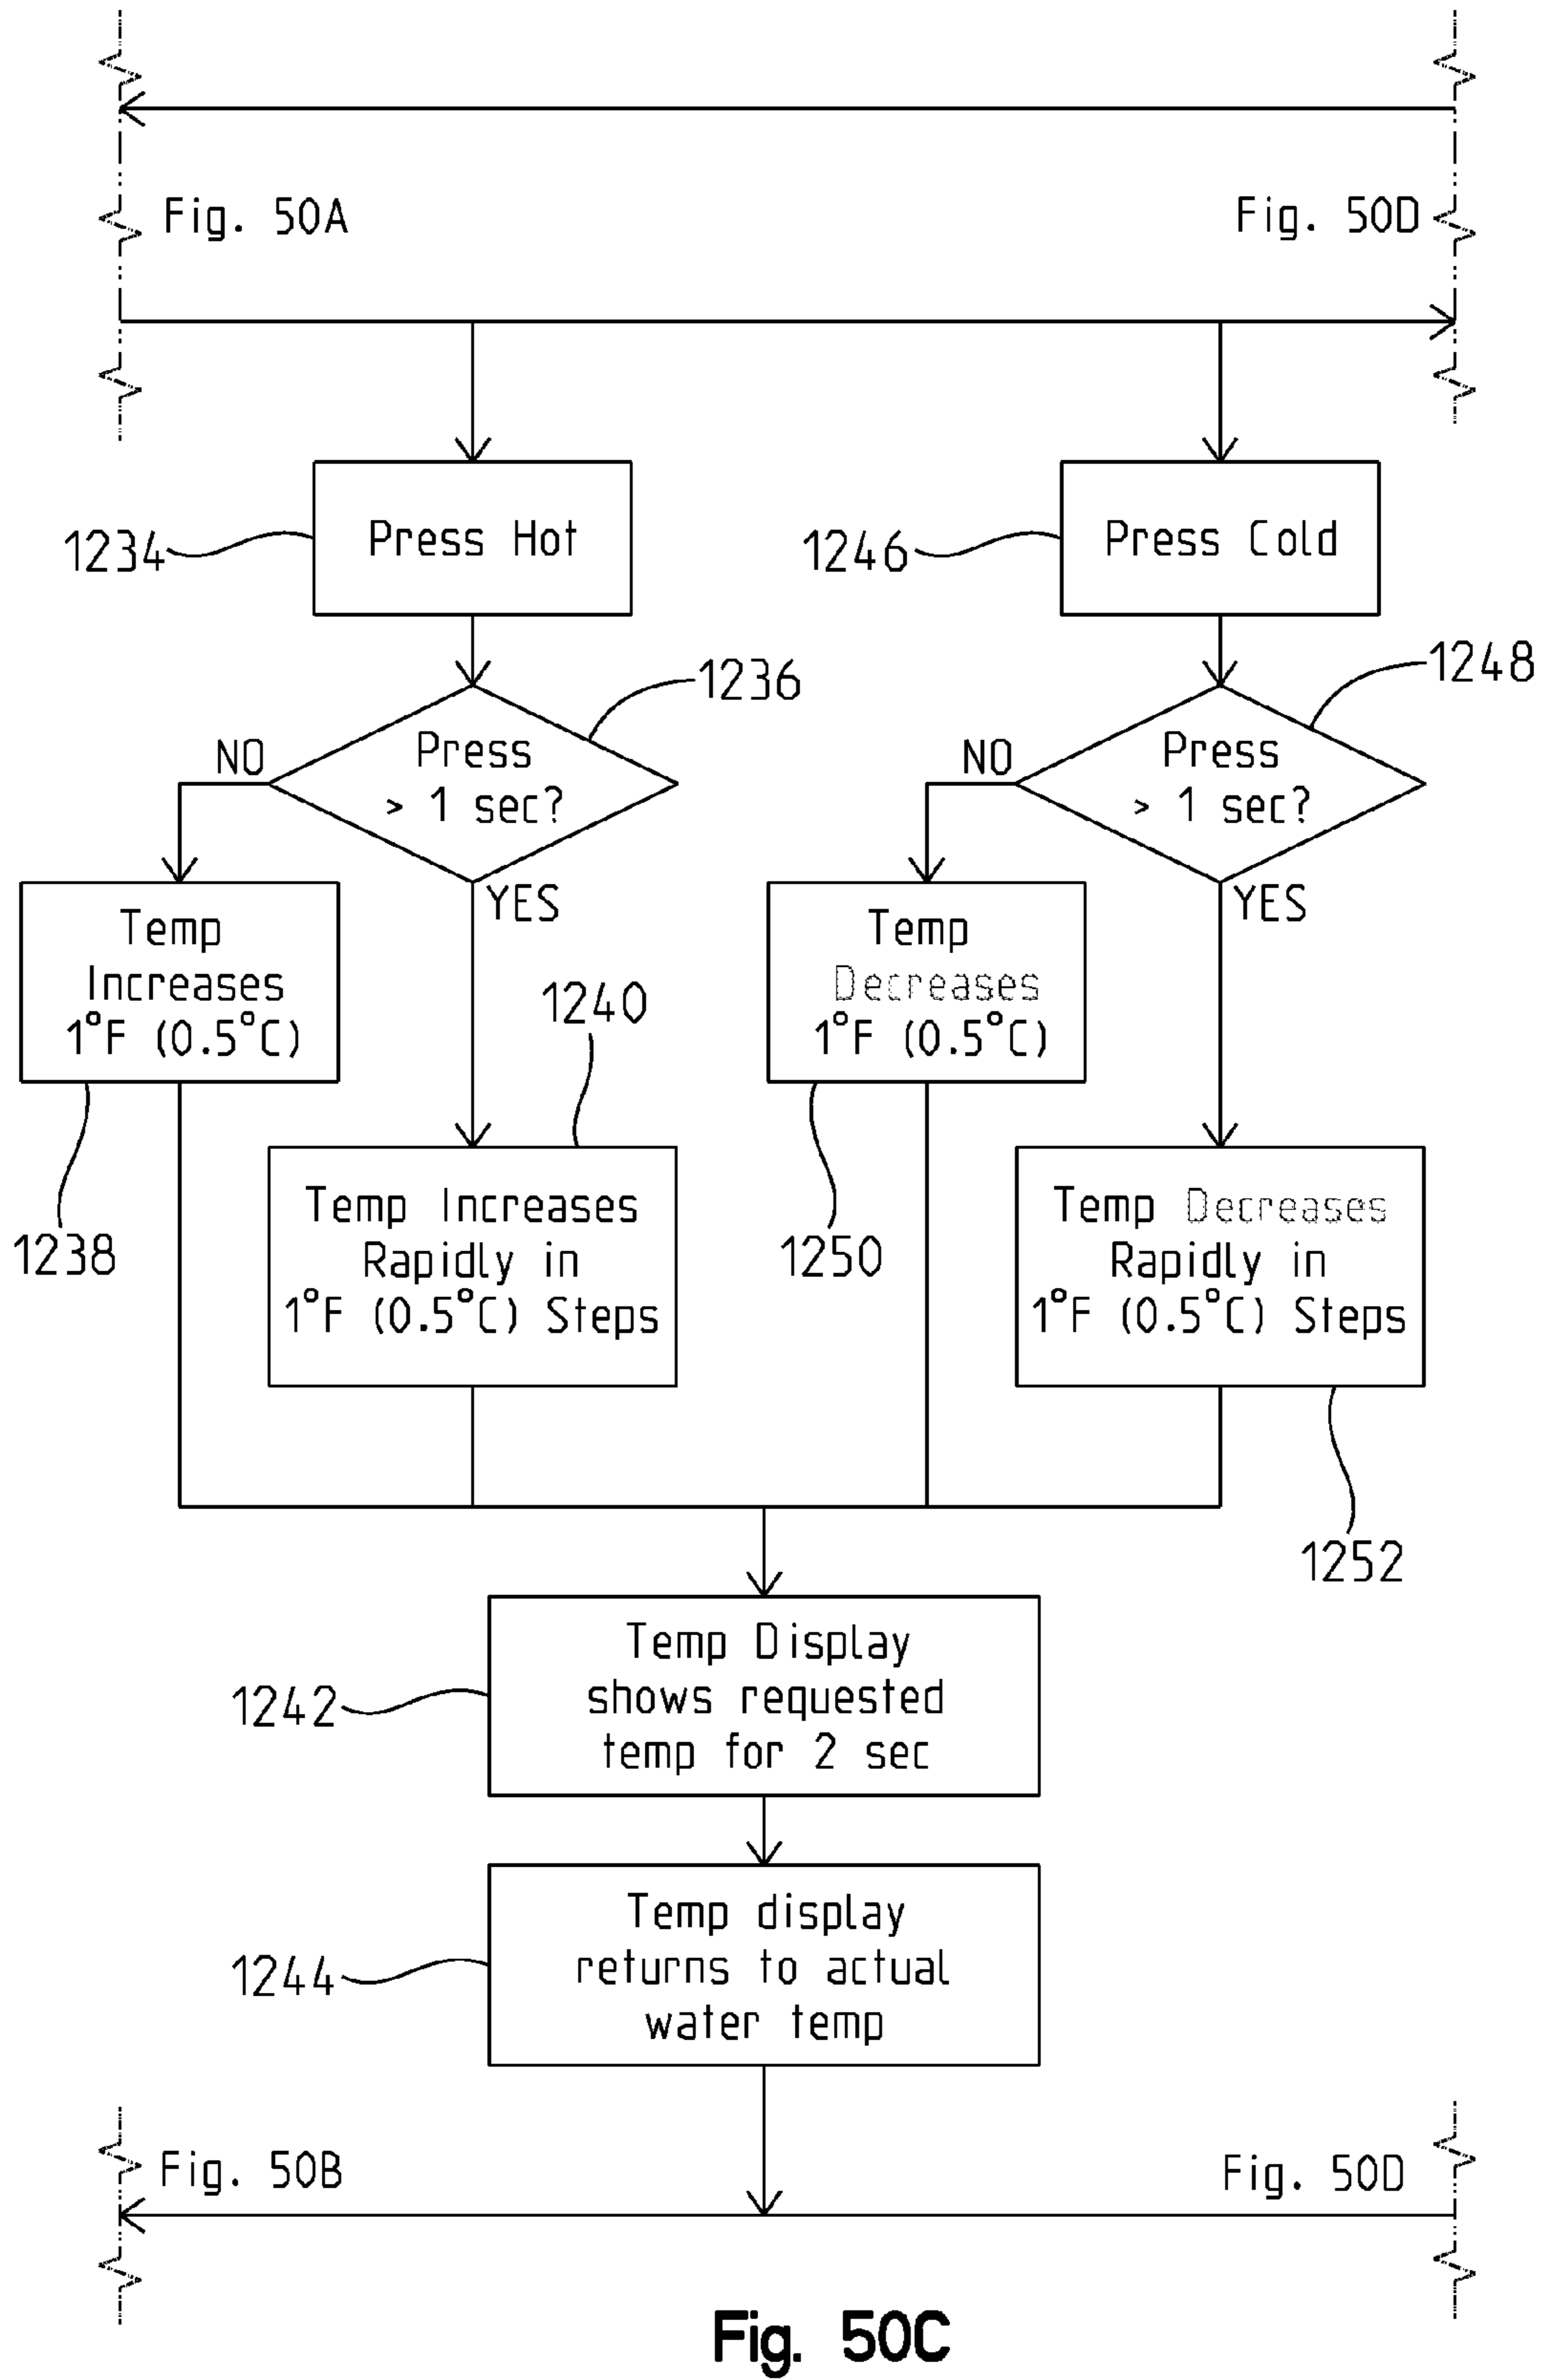 Fig. 50A
Fig. 50D
1234
Press Hot
1246
Press Cold
1236
1248
NO
Press
> 1 sec?
YES
NO
Press
> 1 sec?
YES
Temp
Increases
1°F (0.5°C)
1238
1240
Temp Increases
Rapidly in
1°F (0.5°C) Steps
Temp
Decreases
1°F (0.5°C)
1250
Temp Decreases
Rapidly in
1°F (0.5°C) Steps
1252
1242
Temp Display
shows requested
temp for 2 sec
1244
Temp display
returns to actual
water temp
Fig. 50B
Fig. 50D
Fig. 50C